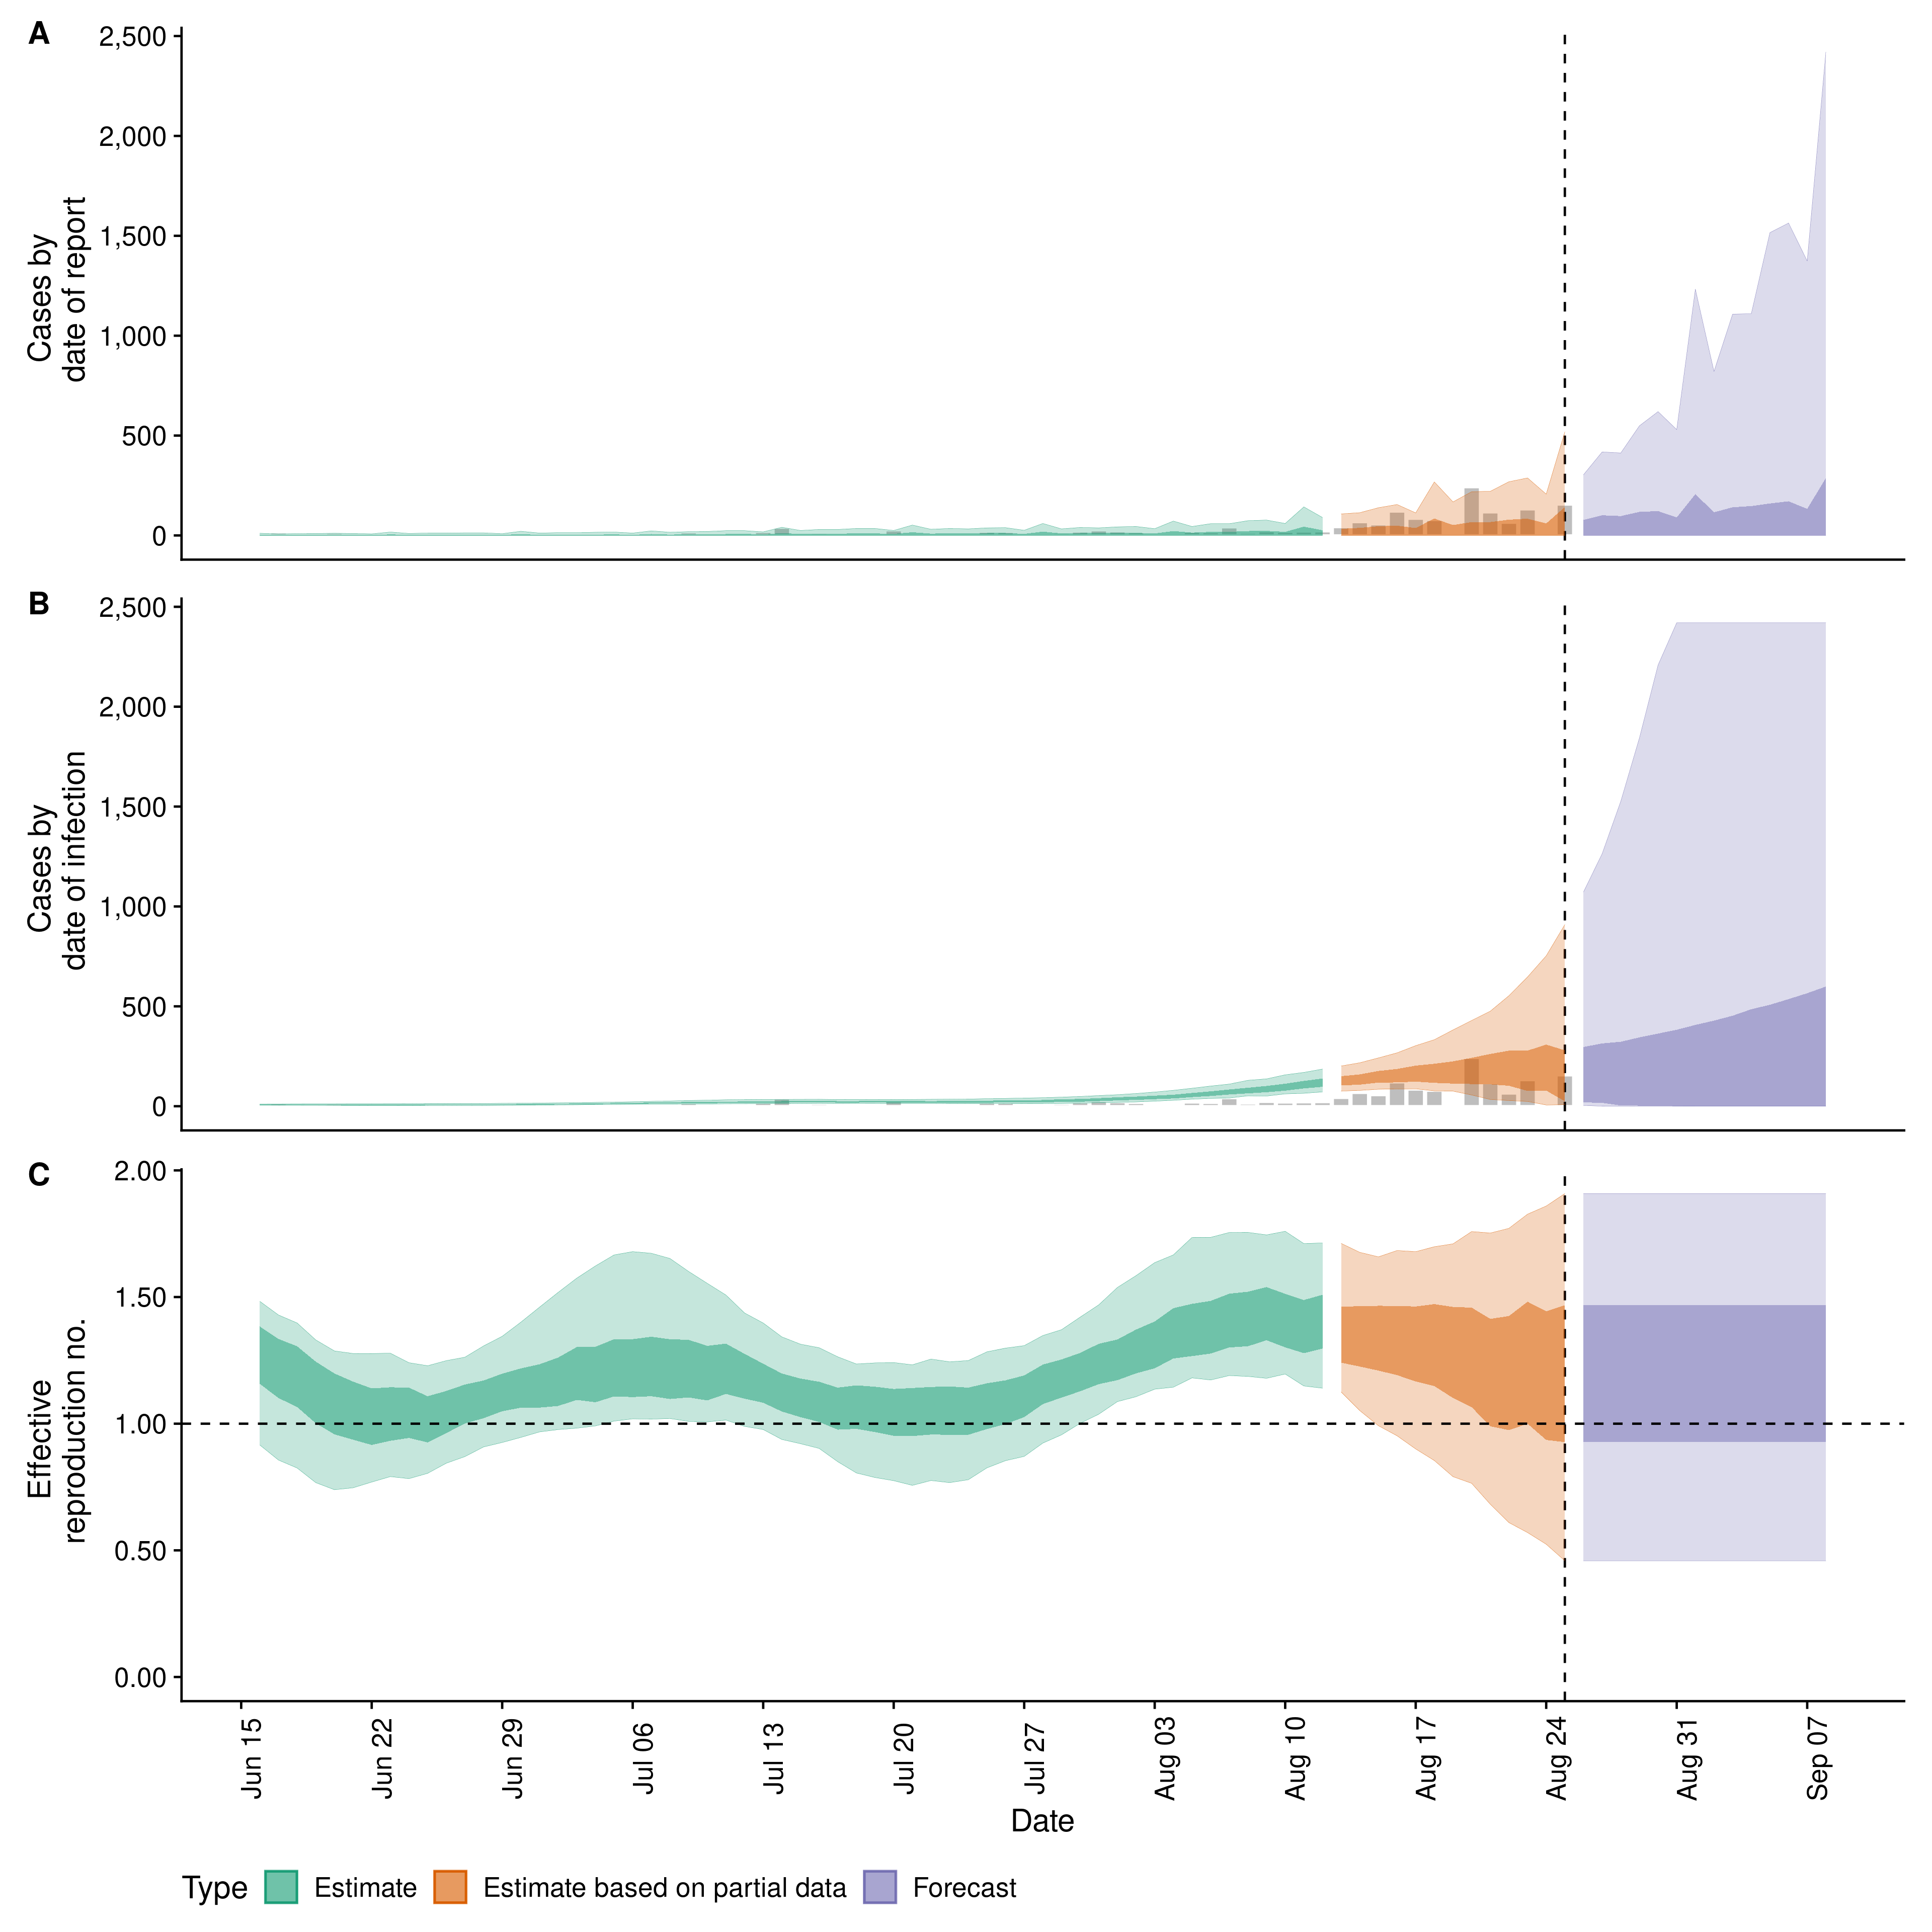 A
2,500
2,000
1,500
1,000
500
0
Cases by
date of report
B
2,500
2,000
1,500
1,000
500
0
Cases by
date of infection
C
2.00
1.50
1.00
0.50
0.00
Effective
reproduction no.
Jun 15
Jun 22
Jun 29
Jul 06
Jul 13
Jul 20
Jul 27
Aug 03
Aug 10
Aug 17
Aug 24
Aug 31
Sep 07
Date
Type Estimate Estimate based on partial data Forecast